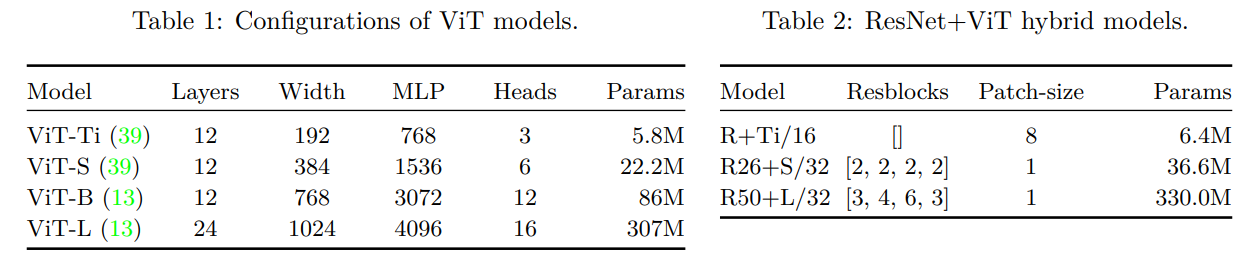 Table 1: Configurations of ViT models.
Model Layers Width MLP Heads Params
ViT-Ti (39) 12 192 768 3 5.8M
ViT-S (39) 12 384 1536 6 22.2M
ViT-B (13) 12 768 3072 12 86M
ViT-L (13) 24 1024 4096 16 307M
Table 2: ResNet+ViT hybrid models.
Model Resblocks Patch-size Params
R+Ti/16 [] 8 6.4M
R26+S/32 [2, 2, 2, 2] 1 36.6M
R50+L/32 [3, 4, 6, 3] 1 330.0M